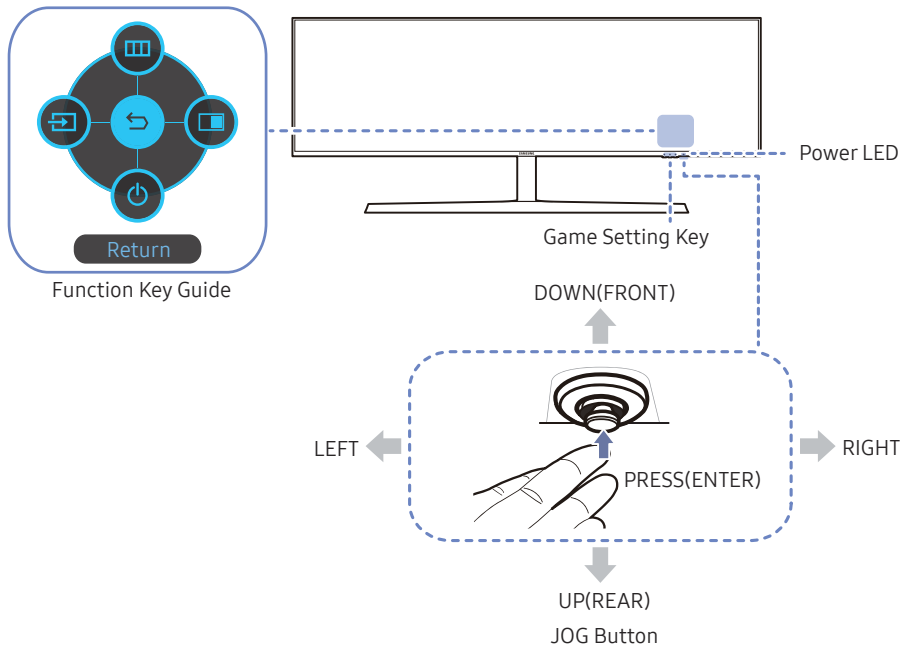 Return
Function Key Guide
SAMSUNG
Power LED
Game Setting Key
DOWN(FRONT)
LEFT
RIGHT
PRESS(ENTER)
UP(REAR)
JOG Button